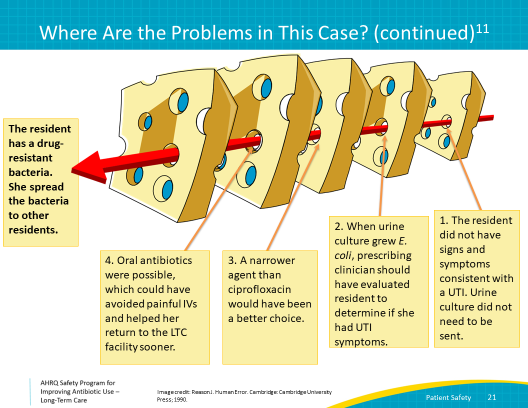 Where Are the Problems in This Case? (continued)11
The resident
has a drug-
resistant
bacteria.
She spread
the bacteria
to other
residents.
4. Oral antibiotics
were possible,
which could have
avoided painful IVs
and helped her
return to the LTC
facility sooner.
3. A narrower
agent than
ciprofloxacin
would have been
a better choice.
2. When urine
culture grew E.
coli, prescribing
clinician should
have evaluated
resident to
determine if she
had UTI
symptoms.
1. The resident
did not have
signs and
symptoms
consistent with
a UTI. Urine
culture did not
need to be
sent.
AHRQ Safety Program for
Improving Antibiotic Use –
Long-Term Care
Image credit: Reason J. Human Error. Cambridge: Cambridge University
Press; 1990.
Patient Safety 21